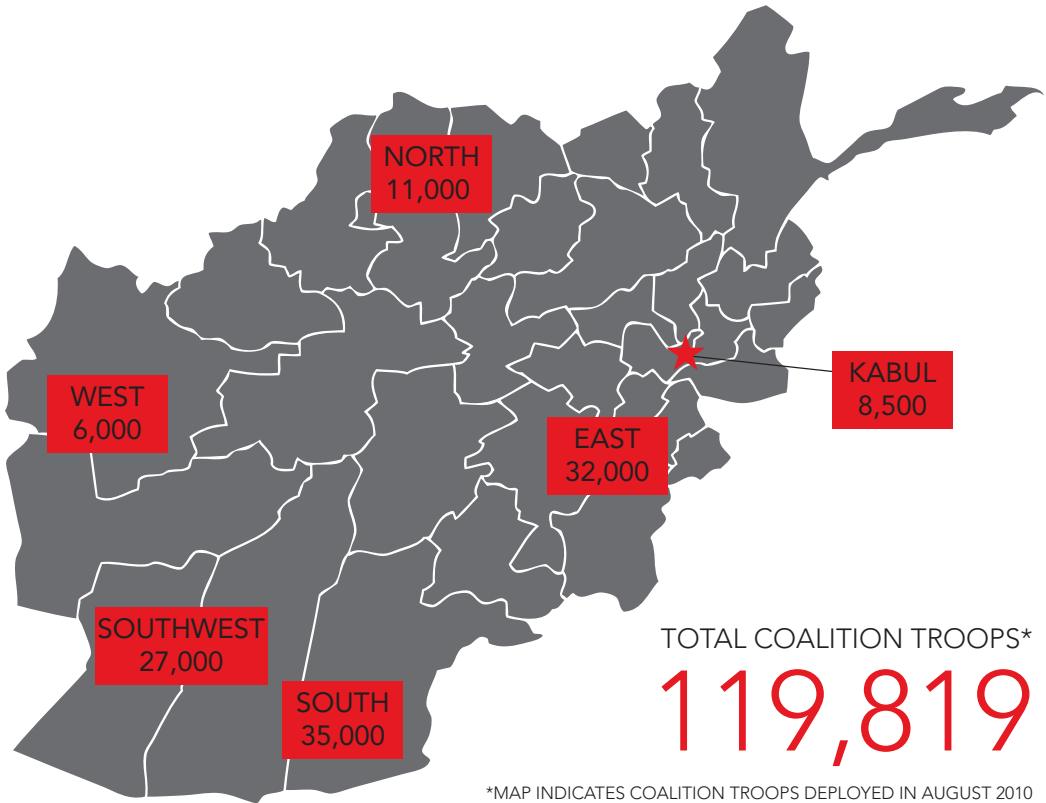 NORTH
11,000
WEST
6,000
KABUL
8,500
EAST
32,000
SOUTHWEST
27,000
SOUTH
35,000
TOTAL COALITION TROOPS*
119,819
*MAP INDICATES COALITION TROOPS DEPLOYED IN AUGUST 2010